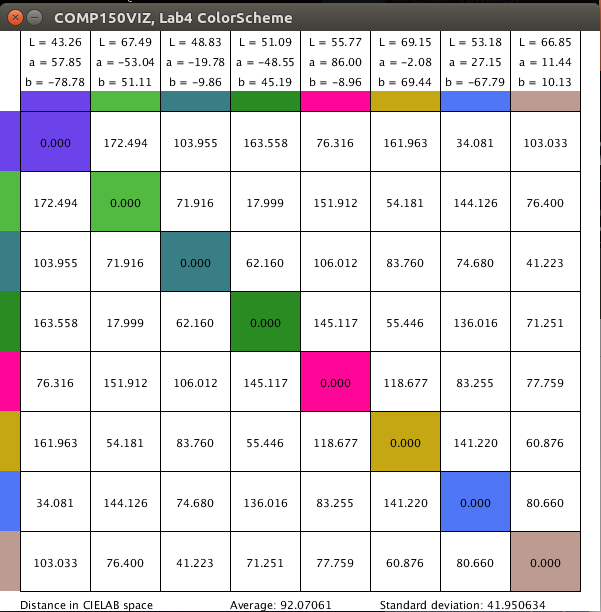 COMP150VIZ, Lab4 ColorScheme
L = 43.26 L = 67.49 L = 48.83 L = 51.09 L = 55.77 L = 69.15 L = 53.18 L = 66.85
a = 57.85 a = -53.04 a = -19.78 a = -48.55 a = 86.00 a = -2.08 a = 27.15 a = 11.44
b = -78.78 b = 51.11 b = -9.86 b = 45.19 b = -8.96 b = 69.44 b = -67.79 b = 10.13
0.000 172.494 103.955 163.558 76.316 161.963 34.081 103.033
172.494 0.000 71.916 17.999 151.912 54.181 144.126 76.400
103.955 71.916 0.000 62.160 106.012 83.760 74.680 41.223
163.558 17.999 62.160 0.000 145.117 55.446 136.016 71.251
76.316 151.912 106.012 145.117 0.000 118.677 83.255 77.759
161.963 54.181 83.760 55.446 118.677 0.000 141.220 60.876
34.081 144.126 74.680 136.016 83.255 141.220 0.000 80.660
103.033 76.400 41.223 71.251 77.759 60.876 80.660 0.000
Distance in CIELAB space Average: 92.07061 Standard deviation: 41.950634